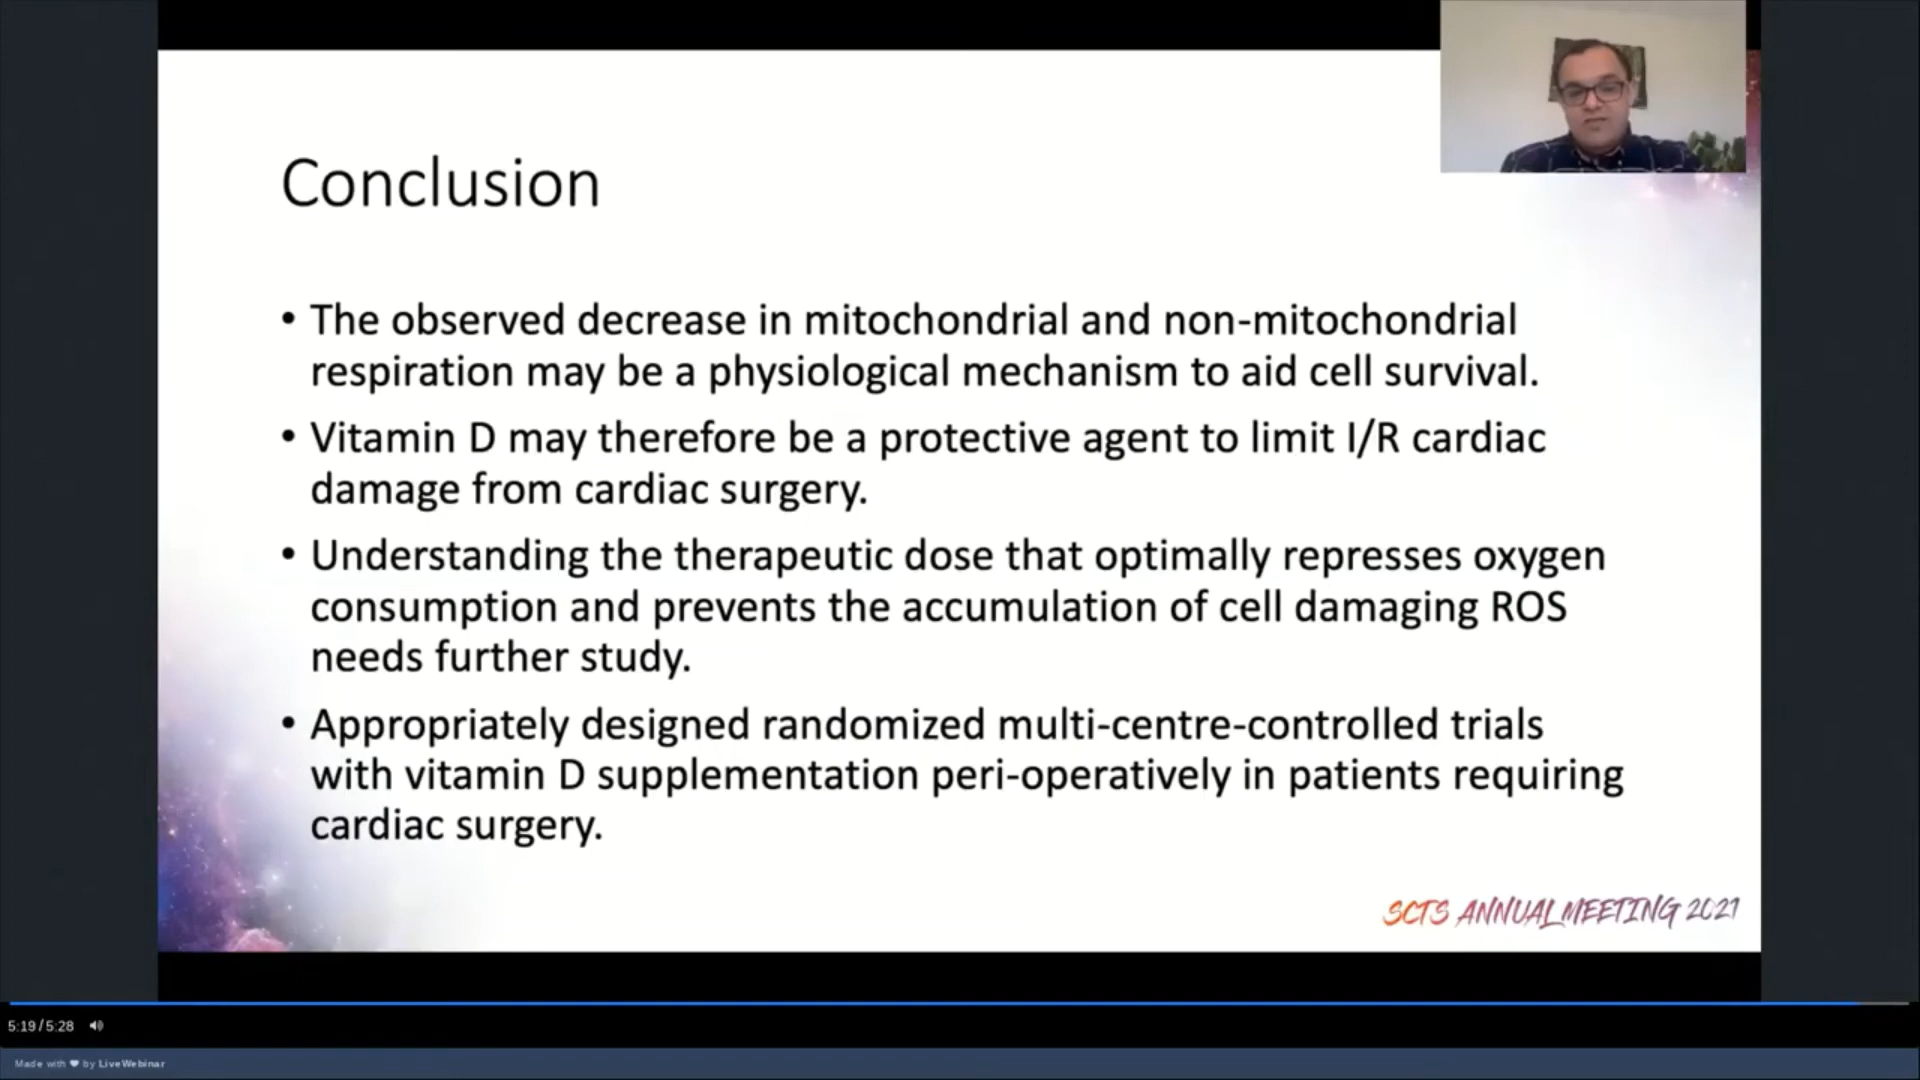 Conclusion
• The observed decrease in mitochondrial and non-mitochondrial
respiration may be a physiological mechanism to aid cell survival.
• Vitamin D may therefore be a protective agent to limit I/R cardiac
damage from cardiac surgery.
• Understanding the therapeutic dose that optimally represses oxygen
consumption and prevents the accumulation of cell damaging ROS
needs further study.
• Appropriately designed randomized multi-centre-controlled trials
with vitamin D supplementation peri-operatively in patients requiring
cardiac surgery.
SCTS ANNUAL MEETING 2021
5:19/5:28
Made with ❤ by LiveWebinar